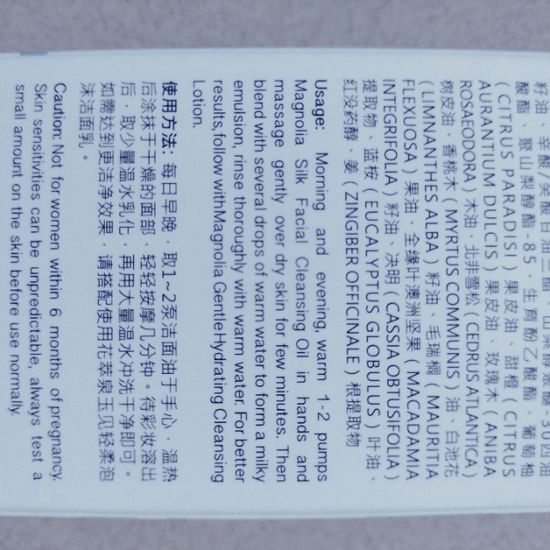 籽油、辛酸/癸酸甘油三酯
酸酯、聚山梨醇酯-85、生育酚乙酸酯、葡萄柚
(CITRUS PARADISI) 果皮油、甜橙 (CITRUS
AURANTIUM DULCIS) 果皮油、玫瑰木 (ANIBA
ROSAEODORA) 木油、北非雪松 (CEDRUS ATLANTICA)
树皮油、香桃木 (MYRTUS COMMUNIS) 油、白池花
(LIMNANTHES ALBA) 籽油、毛瑞榈 (MAURITIA
FLEXUOSA) 果油、全缘叶澳洲坚果 (MACADAMIA
INTEGRIFOLIA) 籽油、决明 (CASSIA OBTUSIFOLIA)
提取物、蓝桉 (EUCALYPTUS GLOBULUS) 叶油、
红没药醇、姜 (ZINGIBER OFFICINALE) 根提取物
Usage: Morning and evening, warm 1-2 pumps
Magnolia Silk Facial Cleansing Oil in hands and
massage gently over dry skin for few minutes. Then
blend with several drops of warm water to form a milky
emulsion, rinse thoroughly with warm water. For better
results, follow withMagnolia GentleHydrating Cleansing
Lotion.
使用方法：每日早晚，取1~2泵洁面油于手心，温热
后涂抹于干燥的面部，轻轻按摩几分钟。待彩妆溶出
后，取少量温水乳化，再用大量温水冲洗干净即可。
如需达到更洁净效果，请搭配使用花萃泉玉见轻柔泡
沫洁面乳。
Caution: Not for women within 6 months of pregnancy.
Skin sensitivities can be unpredictable, always test a
small amount on the skin before use normally.